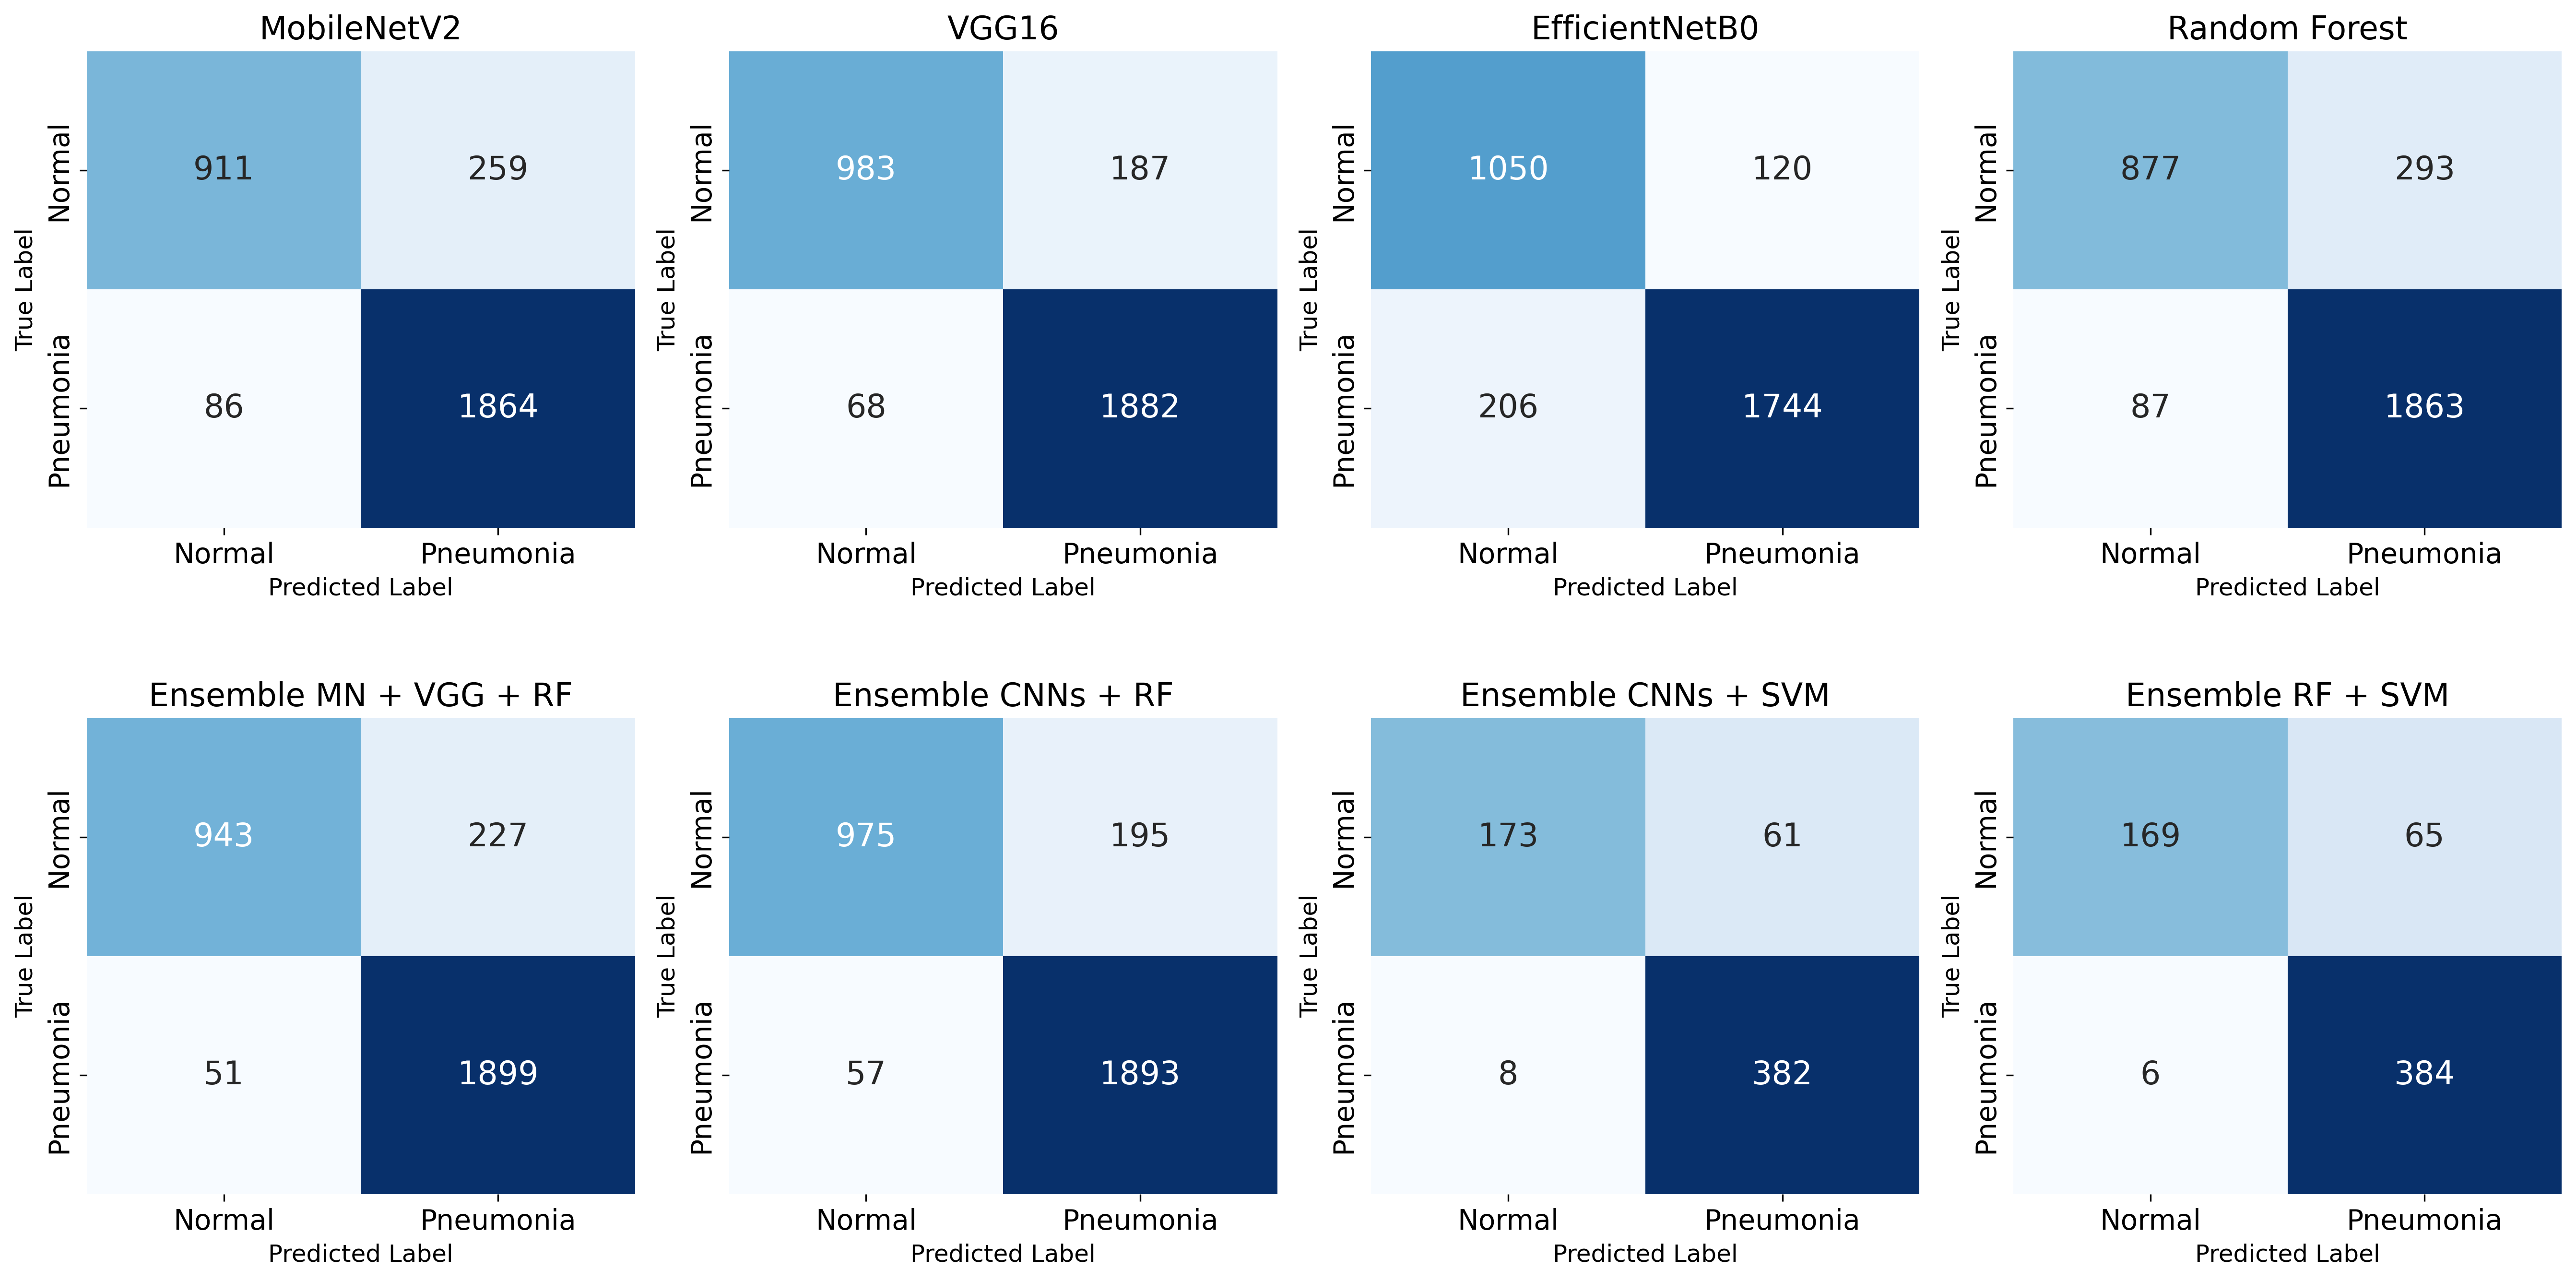 MobileNetV2
True Label
Normal
911
259
Pneumonia
86
1864
Normal
Pneumonia
Predicted Label
VGG16
True Label
Normal
983
187
Pneumonia
68
1882
Normal
Pneumonia
Predicted Label
EfficientNetB0
True Label
Normal
1050
120
Pneumonia
206
1744
Normal
Pneumonia
Predicted Label
Random Forest
True Label
Normal
877
293
Pneumonia
87
1863
Normal
Pneumonia
Predicted Label
Ensemble MN + VGG + RF
True Label
Normal
943
227
Pneumonia
51
1899
Normal
Pneumonia
Predicted Label
Ensemble CNNs + RF
True Label
Normal
975
195
Pneumonia
57
1893
Normal
Pneumonia
Predicted Label
Ensemble CNNs + SVM
True Label
Normal
173
61
Pneumonia
8
382
Normal
Pneumonia
Predicted Label
Ensemble RF + SVM
True Label
Normal
169
65
Pneumonia
6
384
Normal
Pneumonia
Predicted Label